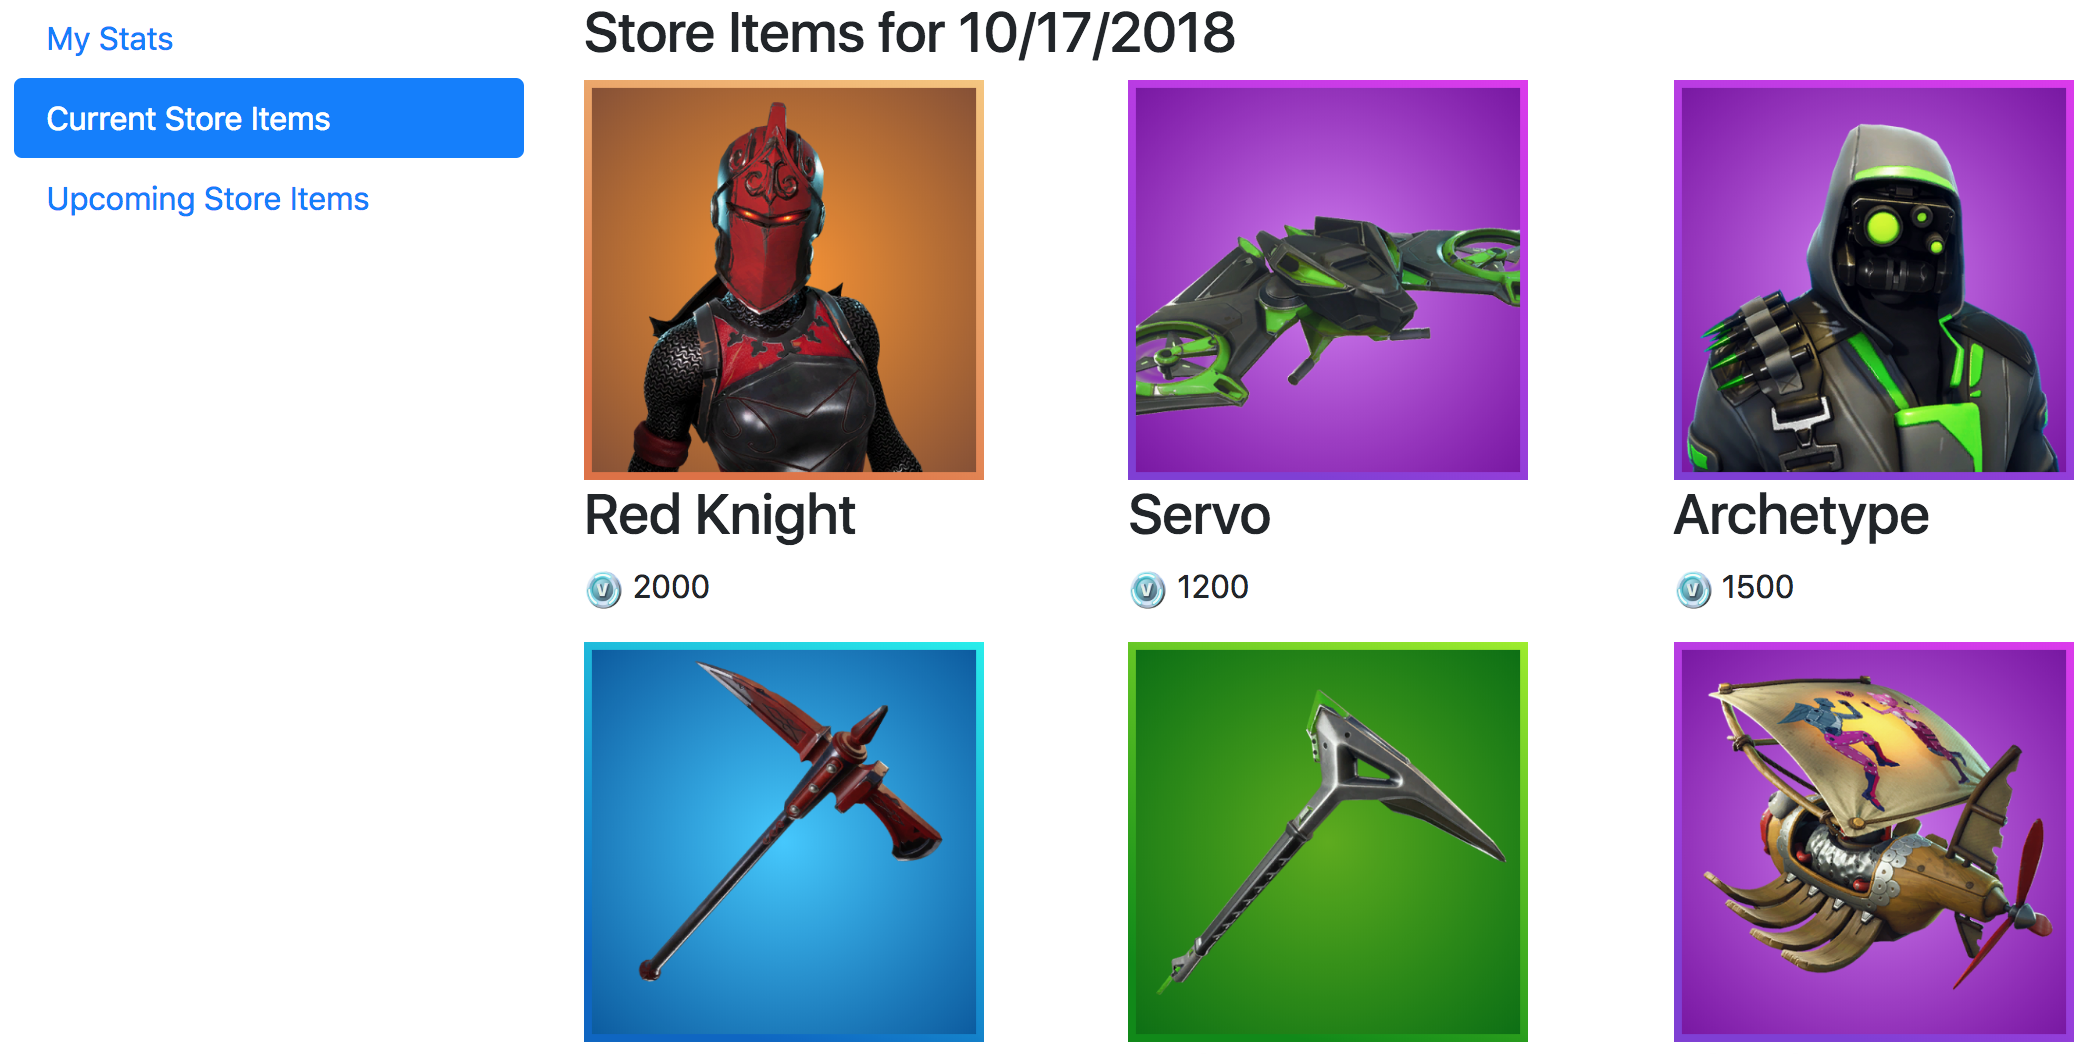 My Stats
Current Store Items
Upcoming Store Items
Store Items for 10/17/2018
Red Knight
Servo
Archetype
V 2000
V 1200
V 1500